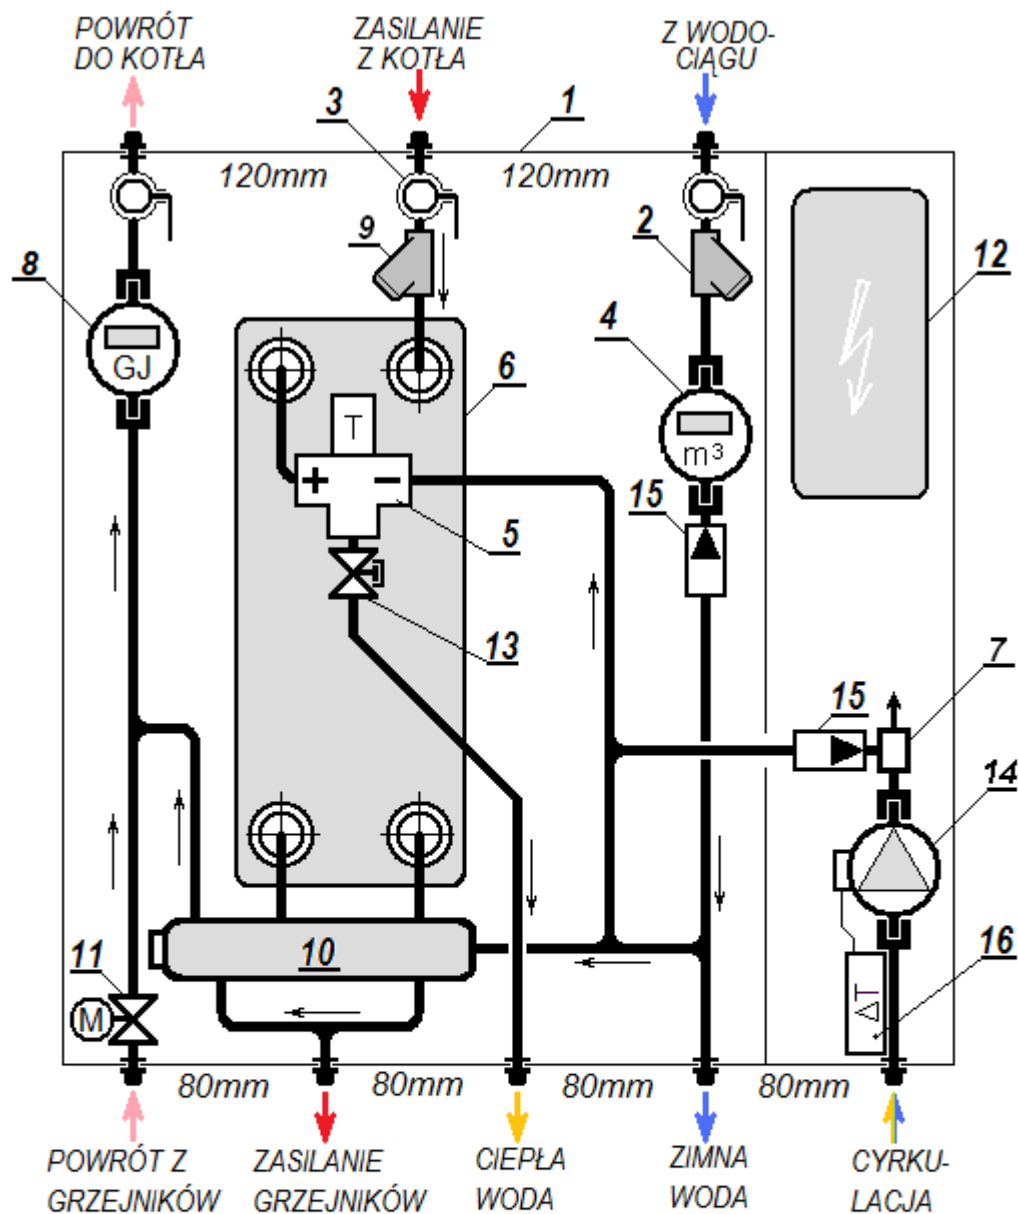 POWRÓT
DO KOTŁA
ZASILANIE
Z KOTŁA
Z WODO-
CIĄGU
3
1
120mm
120mm
9
2
8
12
4
GJ
6
T
m³
+
−
15
5
13
7
15
14
10
11
16
M
ΔT
80mm
80mm
80mm
80mm
POWRÓT Z
GRZEJNIKÓW
ZASILANIE
GRZEJNIKÓW
CIEPŁA
WODA
ZIMNA
WODA
CYRKU-
LACJA